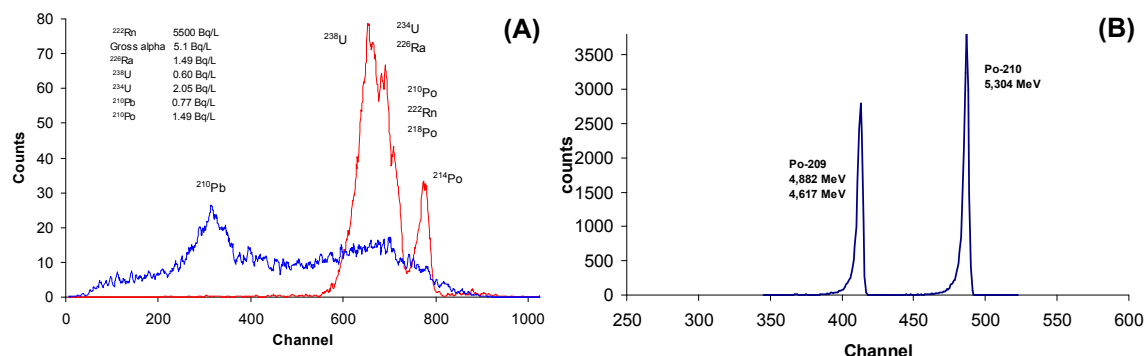 (A)
²²²Rn 5500 Bq/L
Gross alpha 5.1 Bq/L
²²⁶Ra 1.49 Bq/L
²³⁸U 0.60 Bq/L
²³⁴U 2.05 Bq/L
²¹⁰Pb 0.77 Bq/L
²¹⁰Po 1.49 Bq/L
²³⁸U
²³⁴U
²²⁶Ra
²¹⁰Po
²²²Rn
²¹⁸Po
²¹⁴Po
²¹⁰Pb
Counts
80
70
60
50
40
30
20
10
0
0 200 400 600 800 1000
Channel
(B)
Po-210
5,304 MeV
Po-209
4,882 MeV
4,617 MeV
counts
3500
3000
2500
2000
1500
1000
500
0
250 300 350 400 450 500 550 600
Channel